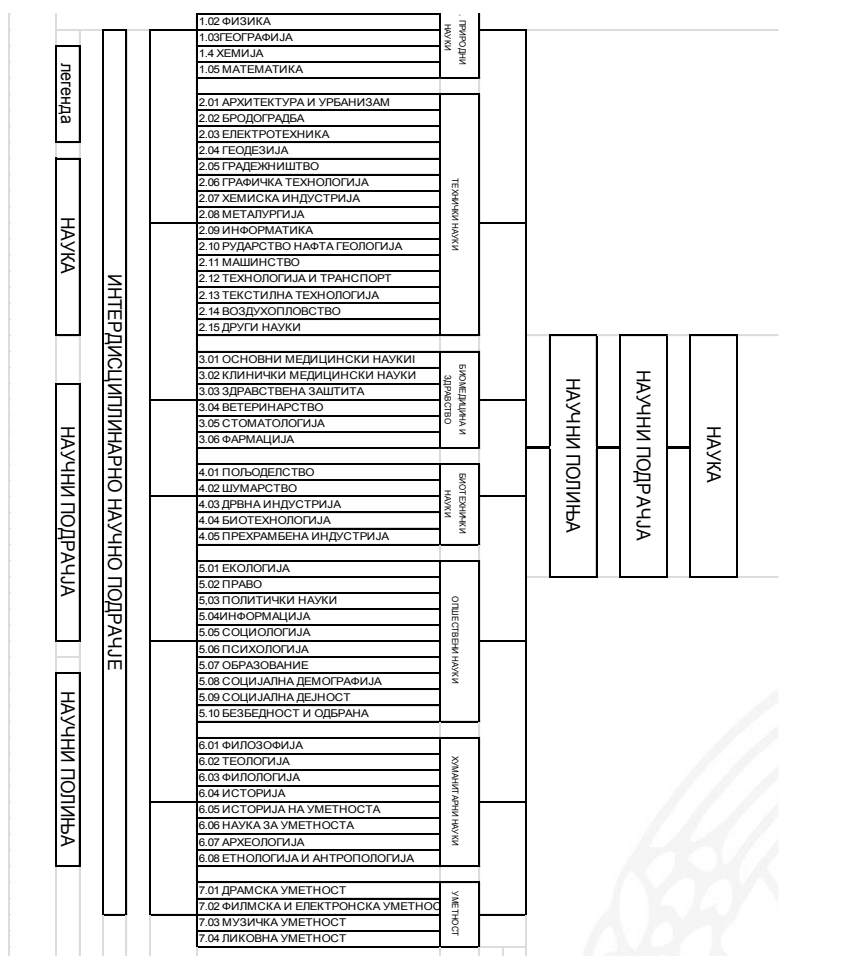 легенда
НАУКА
НАУЧНИ ПОДРАЧЈА
НАУЧНИ ПОЛИЊА
ИНТЕРДИСЦИПЛИНАРНО НАУЧНО ПОДРАЧЈЕ
1.02 ФИЗИКА
1.03ГЕОГРАФИЈА
1.4 ХЕМИЈА
1.05 МАТЕМАТИКА
. ПРИРОДНИ
НАУКИ
2.01 АРХИТЕКТУРА И УРБАНИЗАМ
2.02 БРОДОГРАДБА
2.03 ЕЛЕКТРОТЕХНИКА
2.04 ГЕОДЕЗИЈА
2.05 ГРАДЕЖНИШТВО
2.06 ГРАФИЧКА ТЕХНОЛОГИЈА
2.07 ХЕМИСКА ИНДУСТРИЈА
2.08 МЕТАЛУРГИЈА
2.09 ИНФОРМАТИКА
2.10 РУДАРСТВО НАФТА ГЕОЛОГИЈА
2.11 МАШИНСТВО
2.12 ТЕХНОЛОГИЈА И ТРАНСПОРТ
2.13 ТЕКСТИЛНА ТЕХНОЛОГИЈА
2.14 ВОЗДУХОПЛОВСТВО
2.15 ДРУГИ НАУКИ
ТЕХНИЧКИ НАУКИ
3.01 ОСНОВНИ МЕДИЦИНСКИ НАУКИI
3.02 КЛИНИЧКИ МЕДИЦИНСКИ НАУКИ
3.03 ЗДРАВСТВЕНА ЗАШТИТА
3.04 ВЕТЕРИНАРСТВО
3.05 СТОМАТОЛОГИЈА
3.06 ФАРМАЦИЈА
БИОМЕДИЦИНА И
ЗДРАВСТВО
4.01 ПОЉОДЕЛСТВО
4.02 ШУМАРСТВО
4.03 ДРВНА ИНДУСТРИЈА
4.04 БИОТЕХНОЛОГИЈА
4.05 ПРЕХРАМБЕНА ИНДУСТРИЈА
БИОТЕХНИЧКИ
НАУКИ
5.01 ЕКОЛОГИЈА
5.02 ПРАВО
5,03 ПОЛИТИЧКИ НАУКИ
5.04ИНФОРМАЦИЈА
5.05 СОЦИОЛОГИЈА
5.06 ПСИХОЛОГИЈА
5.07 ОБРАЗОВАНИЕ
5.08 СОЦИЈАЛНА ДЕМОГРАФИЈА
5.09 СОЦИЈАЛНА ДЕЈНОСТ
5.10 БЕЗБЕДНОСТ И ОДБРАНА
ОПШЕСТВЕНИ НАУКИ
6.01 ФИЛОЗОФИЈА
6.02 ТЕОЛОГИЈА
6.03 ФИЛОЛОГИЈА
6.04 ИСТОРИЈА
6.05 ИСТОРИЈА НА УМЕТНОСТА
6.06 НАУКА ЗА УМЕТНОСТА
6.07 АРХЕОЛОГИЈА
6.08 ЕТНОЛОГИЈА И АНТРОПОЛОГИЈА
ХУМАНИТАРНИ НАУКИ
7.01 ДРАМСКА УМЕТНОСТ
7.02 ФИЛМСКА И ЕЛЕКТРОНСКА УМЕТНОС
7.03 МУЗИЧКА УМЕТНОСТ
7.04 ЛИКОВНА УМЕТНОСТ
УМЕТНОСТ
НАУЧНИ ПОЛИЊА
НАУЧНИ ПОДРАЧЈА
НАУКА